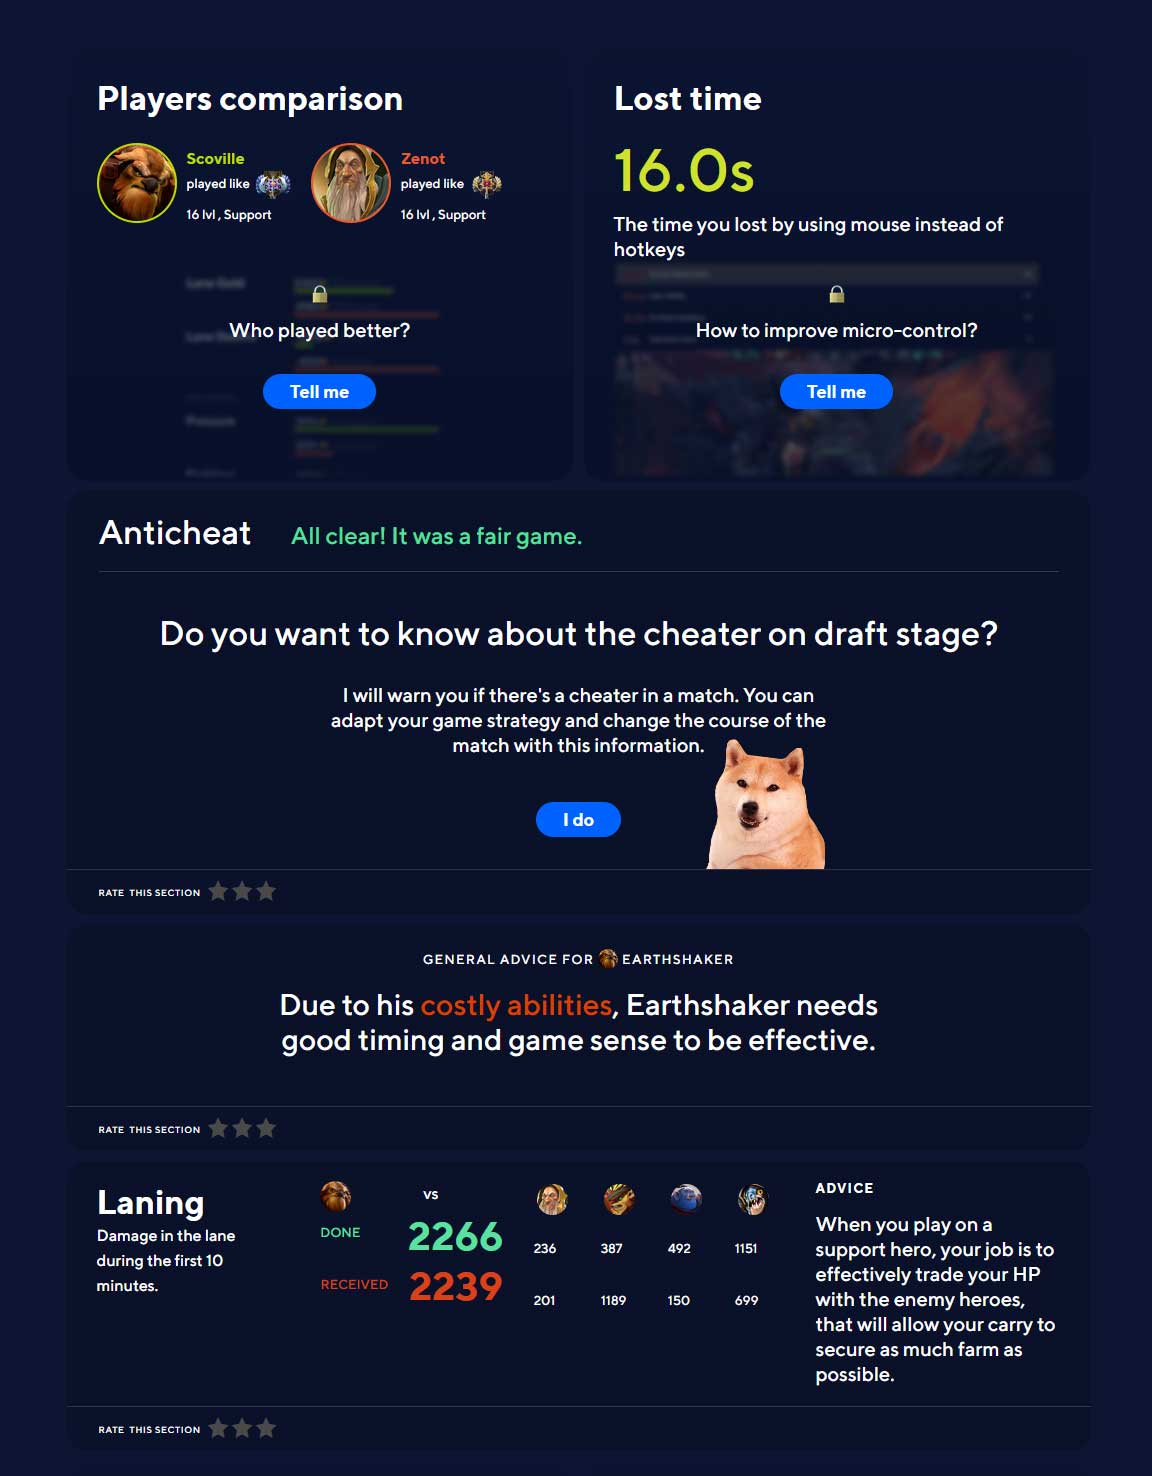 Players comparison
Scoville
played like
16 lvl , Support
Zenot
played like
16 lvl , Support
Who played better?
Tell me
Lost time
16.0s
The time you lost by using mouse instead of
hotkeys
How to improve micro-control?
Tell me
Anticheat
All clear! It was a fair game.
Do you want to know about the cheater on draft stage?
I will warn you if there's a cheater in a match. You can
adapt your game strategy and change the course of the
match with this information.
I do
RATE THIS SECTION
GENERAL ADVICE FOR EARTHSHAKER
Due to his costly abilities, Earthshaker needs
good timing and game sense to be effective.
RATE THIS SECTION
Laning
Damage in the lane
during the first 10
minutes.
vs
DONE 2266 236 387 492 1151
RECEIVED 2239 201 1189 150 699
ADVICE
When you play on a
support hero, your job is to
effectively trade your HP
with the enemy heroes,
that will allow your carry to
secure as much farm as
possible.
RATE THIS SECTION